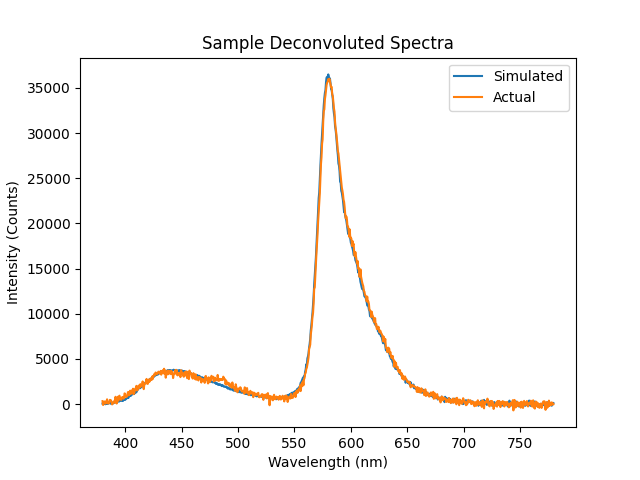 Sample Deconvoluted Spectra
Simulated
Actual
35000
30000
25000
20000
15000
10000
5000
0
Intensity (Counts)
400 450 500 550 600 650 700 750
Wavelength (nm)